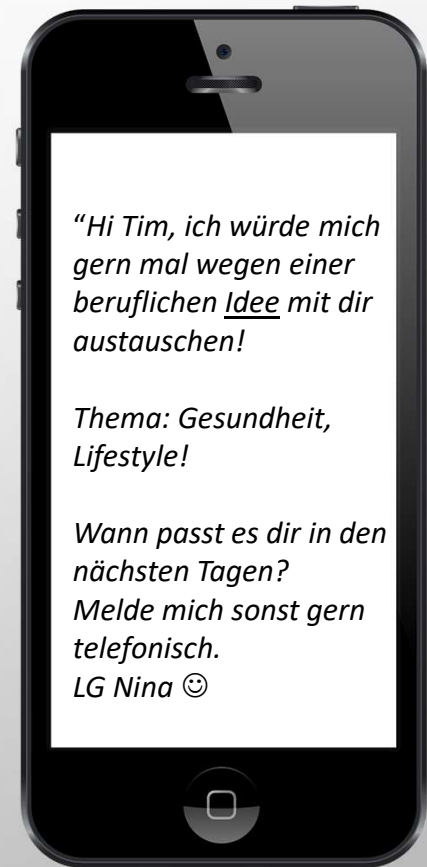 “Hi Tim, ich würde mich
gern mal wegen einer
beruflichen Idee mit dir
austauschen!
Thema: Gesundheit,
Lifestyle!
Wann passt es dir in den
nächsten Tagen?
Melde mich sonst gern
telefonisch.
LG Nina ☺